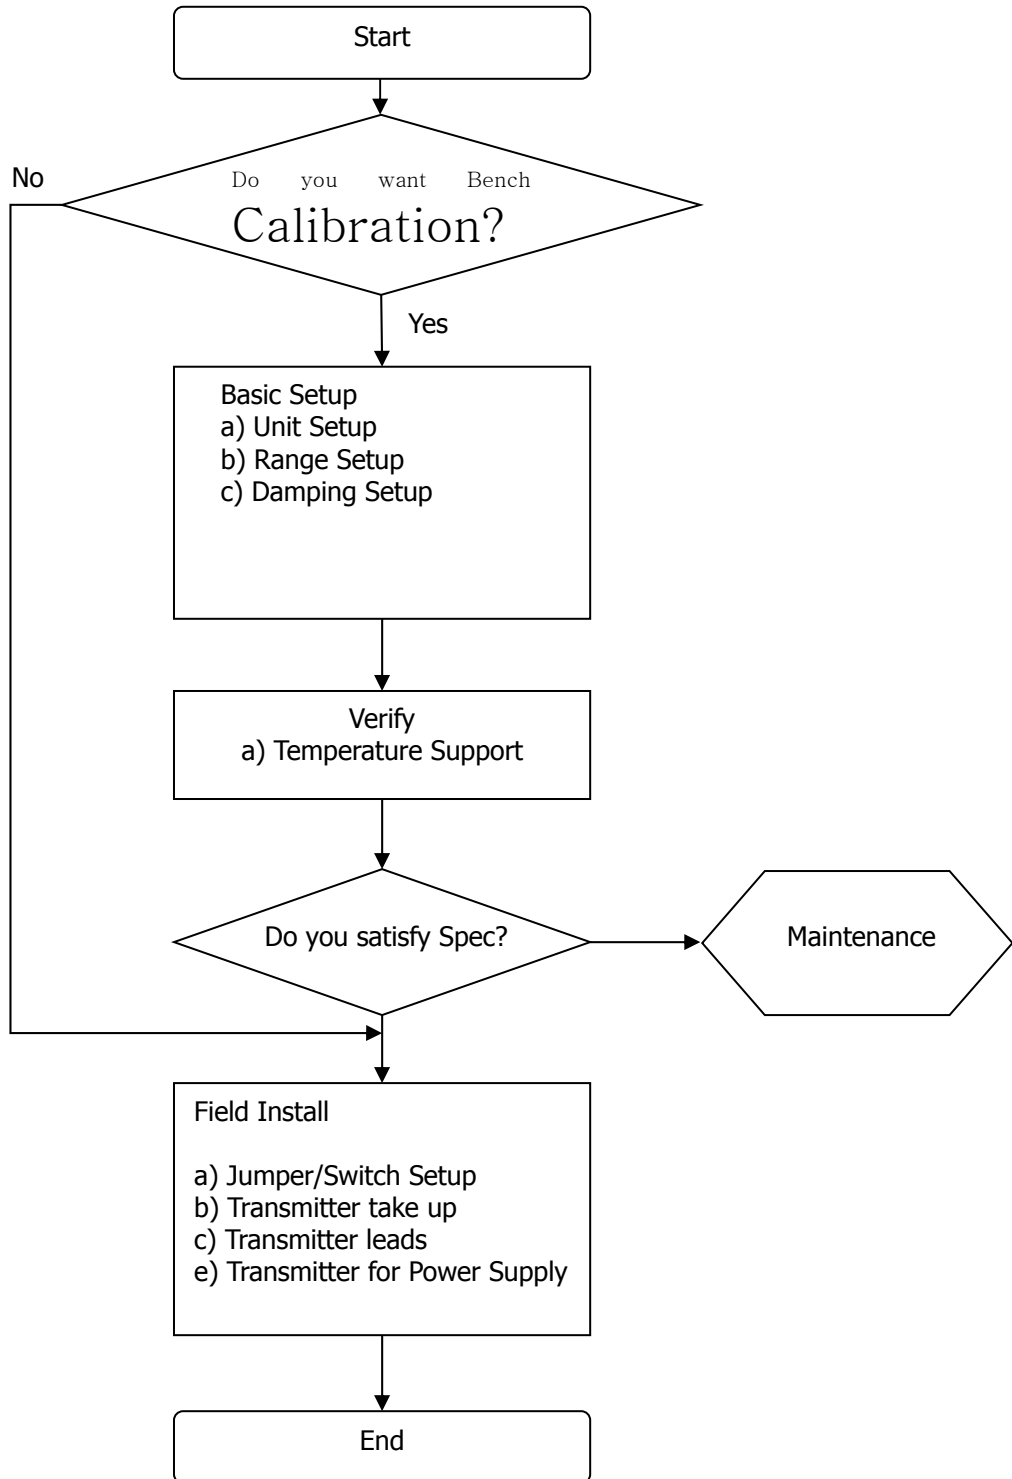 Start
No
Do you want Bench
Calibration?
Yes
Basic Setup
a) Unit Setup
b) Range Setup
c) Damping Setup
Verify
a) Temperature Support
Do you satisfy Spec?
Maintenance
Field Install
a) Jumper/Switch Setup
b) Transmitter take up
c) Transmitter leads
e) Transmitter for Power Supply
End